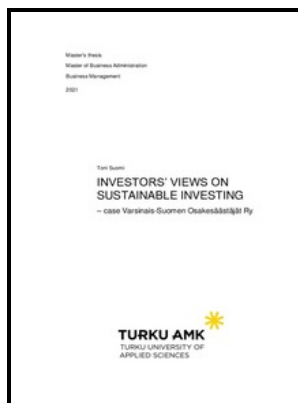 Master's thesis
Master of Business Administration
Business Management
2021
Toni Suomi
INVESTORS' VIEWS ON
SUSTAINABLE INVESTING
– case Varsinais-Suomen Osakesäästäjät Ry
TURKU AMK
TURKU UNIVERSITY OF
APPLIED SCIENCES